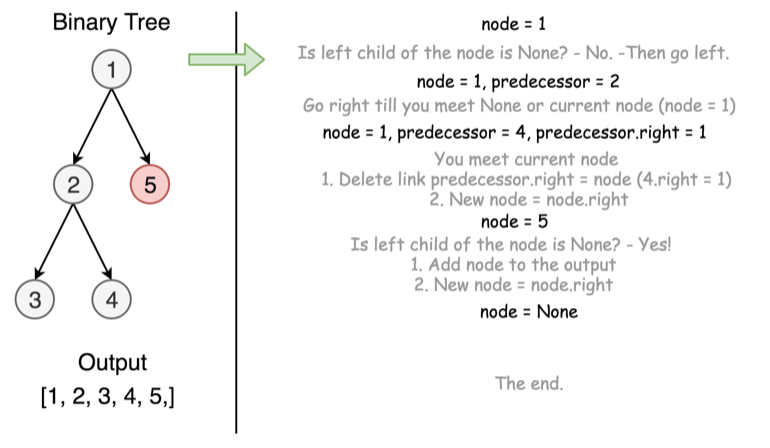 Binary Tree
1
2
5
3
4
Output
[1, 2, 3, 4, 5,]
node = 1
Is left child of the node is None? - No. -Then go left.
node = 1, predecessor = 2
Go right till you meet None or current node (node = 1)
node = 1, predecessor = 4, predecessor.right = 1
You meet current node
1. Delete link predecessor.right = node (4.right = 1)
2. New node = node.right
node = 5
Is left child of the node is None? - Yes!
1. Add node to the output
2. New node = node.right
node = None
The end.